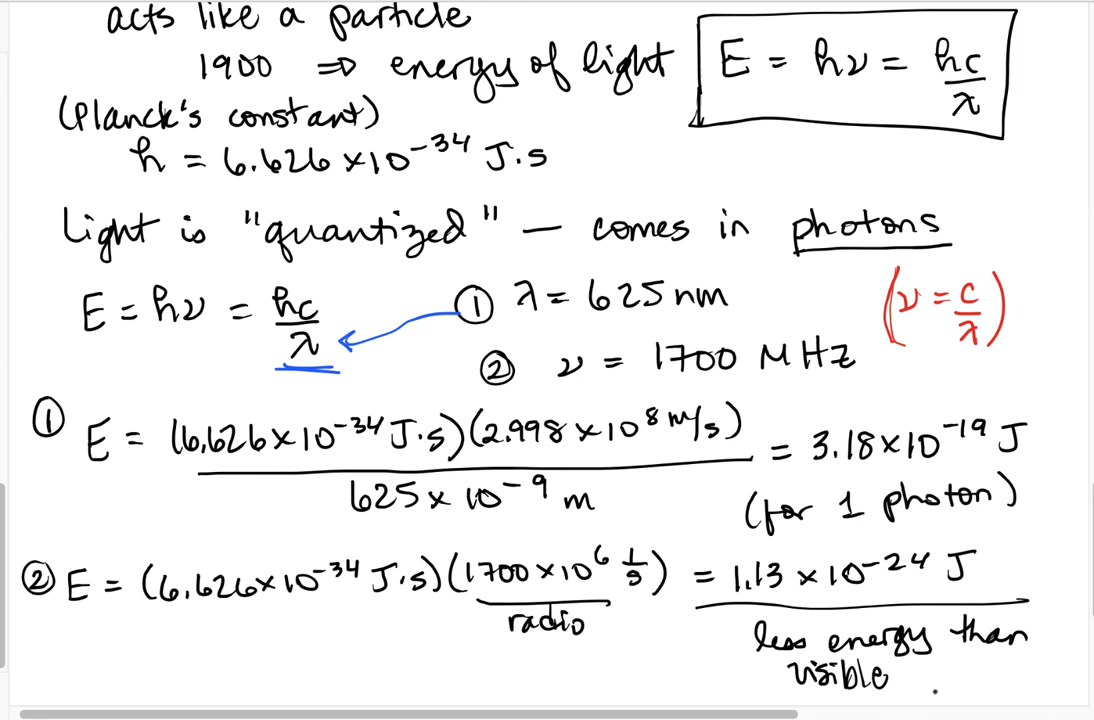 acts like a particle
1900 ⇒ energy of light E = hν = hc/λ
(Planck's constant)
h = 6.626 × 10⁻³⁴ J·s
Light is "quantized" — comes in photons
E = hν = hc/λ ① λ = 625 nm (ν = c/λ)
② ν = 1700 MHz
① E = (6.626 × 10⁻³⁴ J·s)(2.998 × 10⁸ m/s) / 625 × 10⁻⁹ m = 3.18 × 10⁻¹⁹ J
(for 1 photon)
② E = (6.626 × 10⁻³⁴ J·s)(1700 × 10⁶ 1/s) = 1.13 × 10⁻²⁴ J
radio
less energy than
visible